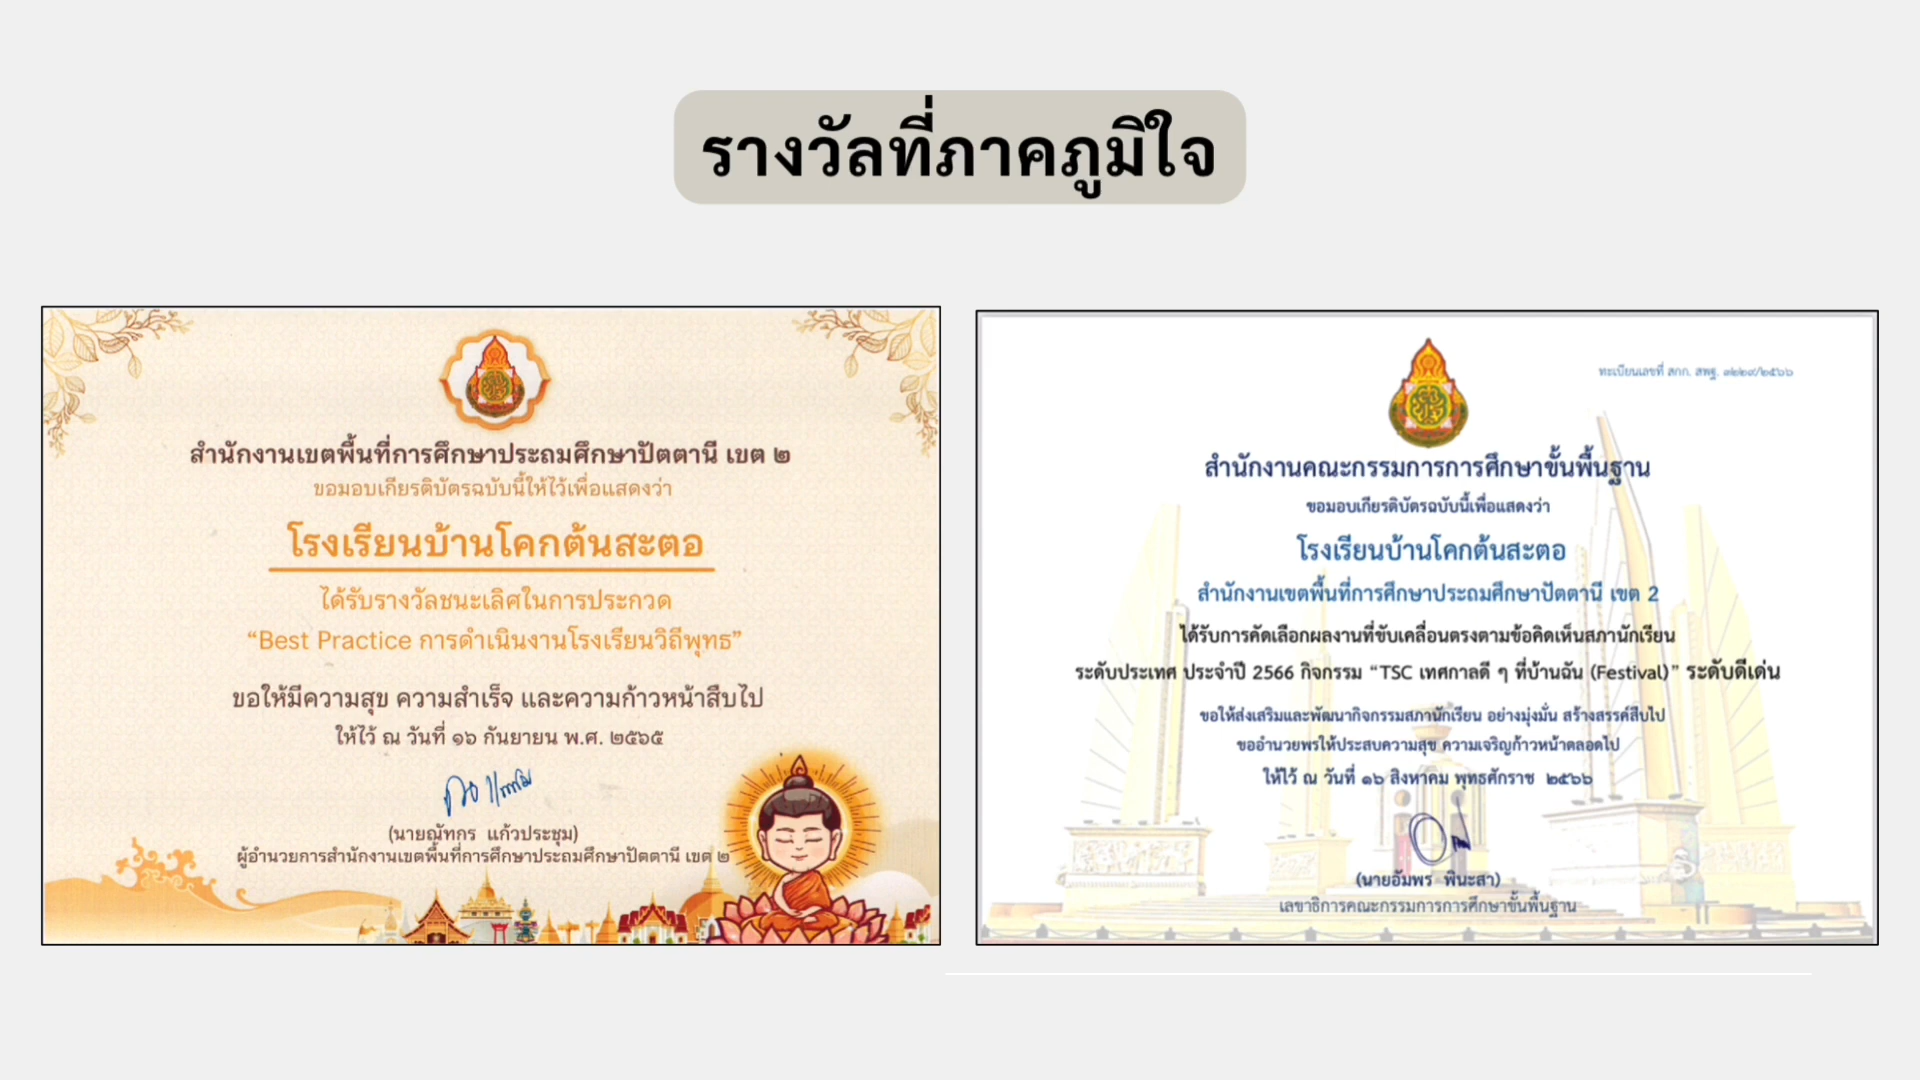 รางวัลที่ภาคภูมิใจ
สำนักงานเขตพื้นที่การศึกษาประถมศึกษาปัตตานี เขต ๒
ขอมอบเกียรติบัตรฉบับนี้ให้ไว้เพื่อแสดงว่า
โรงเรียนบ้านโคกต้นสะตอ
ได้รับรางวัลชนะเลิศในการประกวด
“Best Practice การดำเนินงานโรงเรียนวิถีพุทธ”
ขอให้มีความสุข ความสำเร็จ และความก้าวหน้าสืบไป
ให้ไว้ ณ วันที่ ๑๖ กันยายน พ.ศ. ๒๕๖๕
(นายณัทกร แก้วประชุม)
ผู้อำนวยการสำนักงานเขตพื้นที่การศึกษาประถมศึกษาปัตตานี เขต ๒
ทะเบียนเลขที่ สกก. สพฐ.
สำนักงานคณะกรรมการการศึกษาขั้นพื้นฐาน
ขอมอบเกียรติบัตรฉบับนี้เพื่อแสดงว่า
โรงเรียนบ้านโคกต้นสะตอ
สำนักงานเขตพื้นที่การศึกษาประถมศึกษาปัตตานี เขต 2
ได้รับการคัดเลือกผลงานที่ขับเคลื่อนตรงตามข้อคิดเห็นสภานักเรียน
ระดับประเทศ ประจำปี 2566 กิจกรรม “TSC เทศกาลดี ๆ ที่บ้านฉัน (Festival)” ระดับดีเด่น
ขอให้ส่งเสริมและพัฒนากิจกรรมสภานักเรียน อย่างมุ่งมั่น สร้างสรรค์สืบไป
ขออำนวยพรให้ประสบความสุข ความเจริญก้าวหน้าตลอดไป
ให้ไว้ ณ วันที่ ๑๖ สิงหาคม พุทธศักราช ๒๕๖๖
(นายอัมพร พินะสา)
เลขาธิการคณะกรรมการการศึกษาขั้นพื้นฐาน